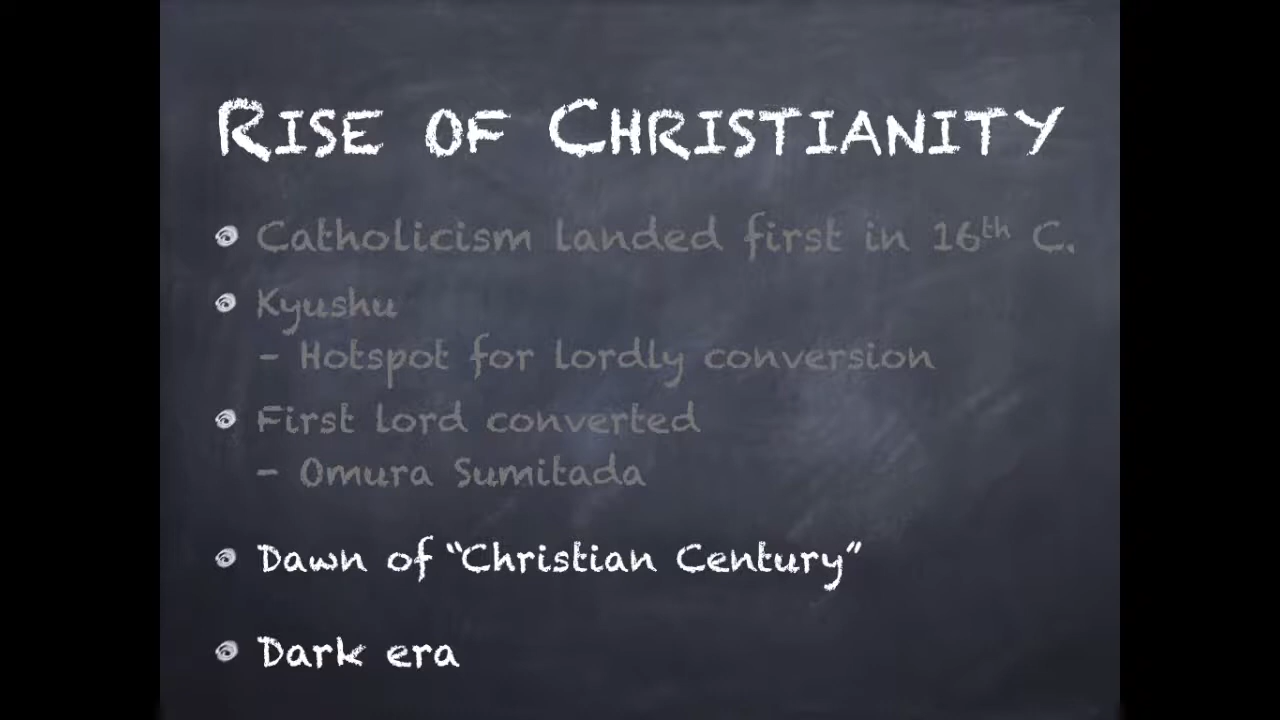 RISE OF CHRISTIANITY
Catholicism landed first in 16th C.
Kyushu
- Hotspot for lordly conversion
First lord converted
- Omura Sumitada
Dawn of “Christian Century”
Dark era